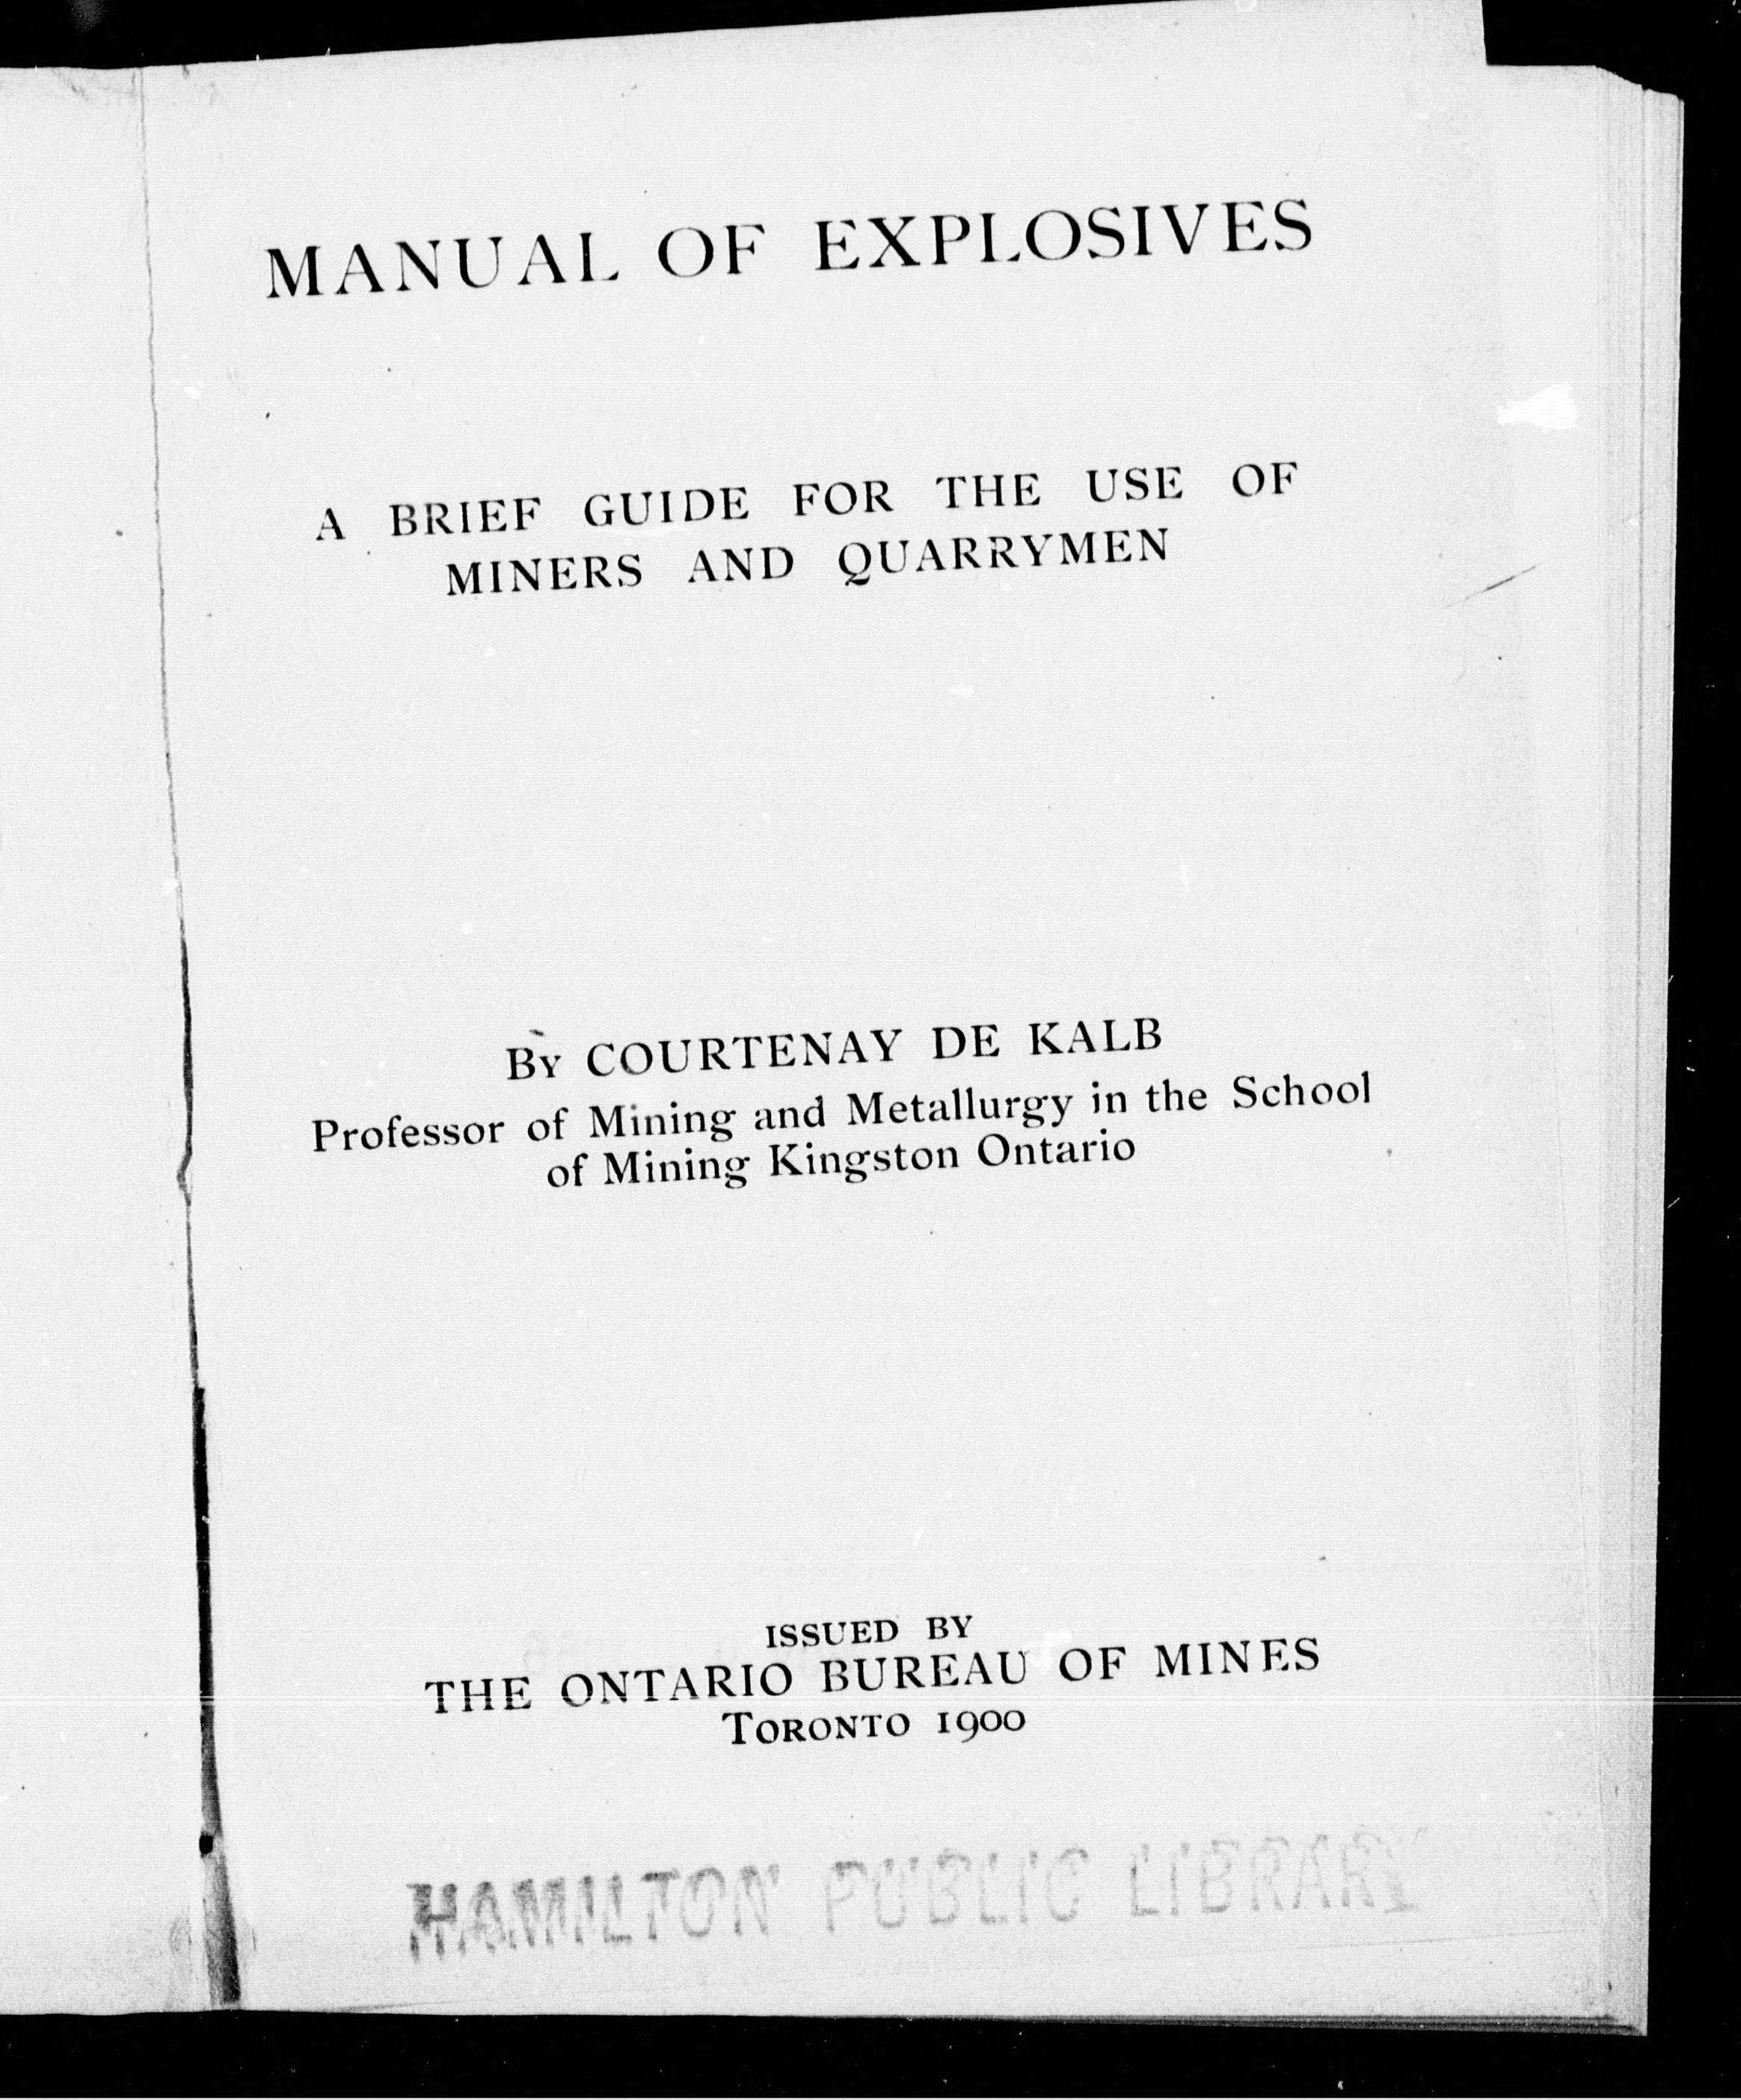 MANUAL OF EXPLOSIVES
A BRIEF GUIDE FOR THE USE OF
MINERS AND QUARRYMEN
By COURTENAY DE KALB
Professor of Mining and Metallurgy in the School
of Mining Kingston Ontario
ISSUED BY
THE ONTARIO BUREAU OF MINES
TORONTO 1900
HAMILTON PUBLIC LIBRARY